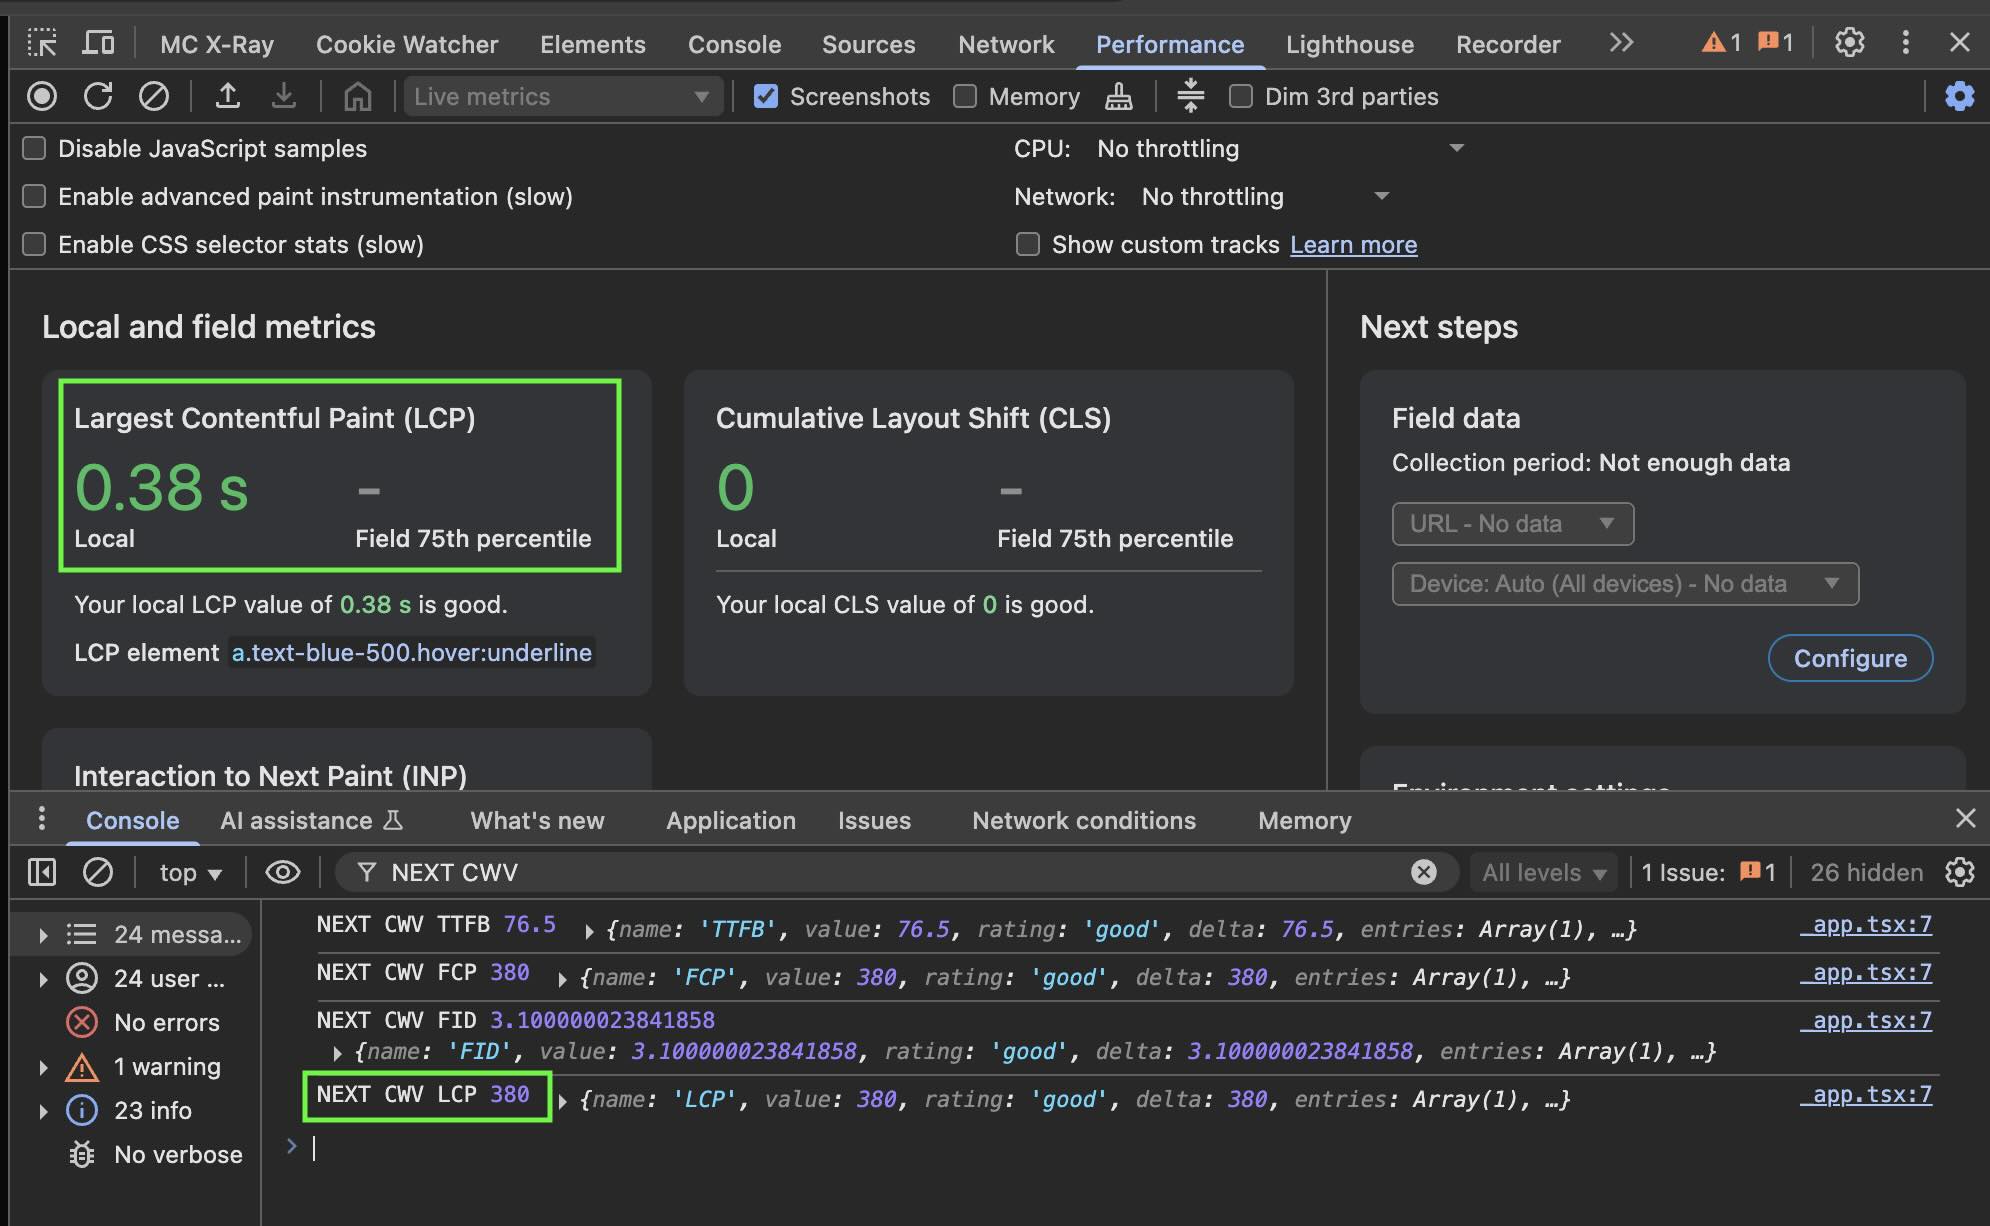 MC X-Ray Cookie Watcher Elements Console Sources Network Performance Lighthouse Recorder 1 1
Live metrics Screenshots Memory Dim 3rd parties
Disable JavaScript samples CPU: No throttling
Enable advanced paint instrumentation (slow) Network: No throttling
Enable CSS selector stats (slow) Show custom tracks Learn more
Local and field metrics
Largest Contentful Paint (LCP)
0.38 s -
Local Field 75th percentile
Your local LCP value of 0.38 s is good.
LCP element a.text-blue-500.hover:underline
Cumulative Layout Shift (CLS)
0 -
Local Field 75th percentile
Your local CLS value of 0 is good.
Interaction to Next Paint (INP)
Next steps
Field data
Collection period: Not enough data
URL - No data
Device: Auto (All devices) - No data
Configure
Environment settings
Console AI assistance What's new Application Issues Network conditions Memory
top NEXT CWV All levels 1 Issue: 1 26 hidden
24 messa...
24 user ...
No errors
1 warning
23 info
No verbose
NEXT CWV TTFB 76.5 {name: 'TTFB', value: 76.5, rating: 'good', delta: 76.5, entries: Array(1), …} _app.tsx:7
NEXT CWV FCP 380 {name: 'FCP', value: 380, rating: 'good', delta: 380, entries: Array(1), …} _app.tsx:7
NEXT CWV FID 3.100000023841858 _app.tsx:7
{name: 'FID', value: 3.100000023841858, rating: 'good', delta: 3.100000023841858, entries: Array(1), …}
NEXT CWV LCP 380 {name: 'LCP', value: 380, rating: 'good', delta: 380, entries: Array(1), …} _app.tsx:7